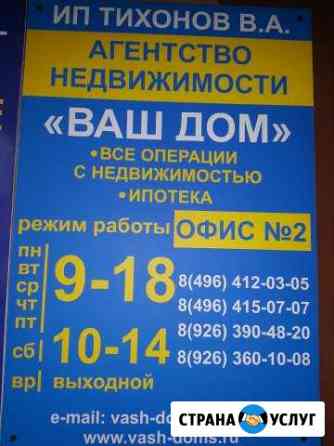 ИП ТИХОНОВ В.А.
АГЕНТСТВО
НЕДВИЖИМОСТИ
«ВАШ ДОМ»
•ВСЕ ОПЕРАЦИИ
С НЕДВИЖИМОСТЬЮ
•ИПОТЕКА
режим работы ОФИС №2
пн
вт
ср
чт
пт
9-18
сб 10-14
вр выходной
8(496) 412-03-05
8(496) 415-07-07
8(926) 390-48-20
8(926) 360-10-08
e-mail:
www.vash-doms.ru
СТРАНА УСЛУГ